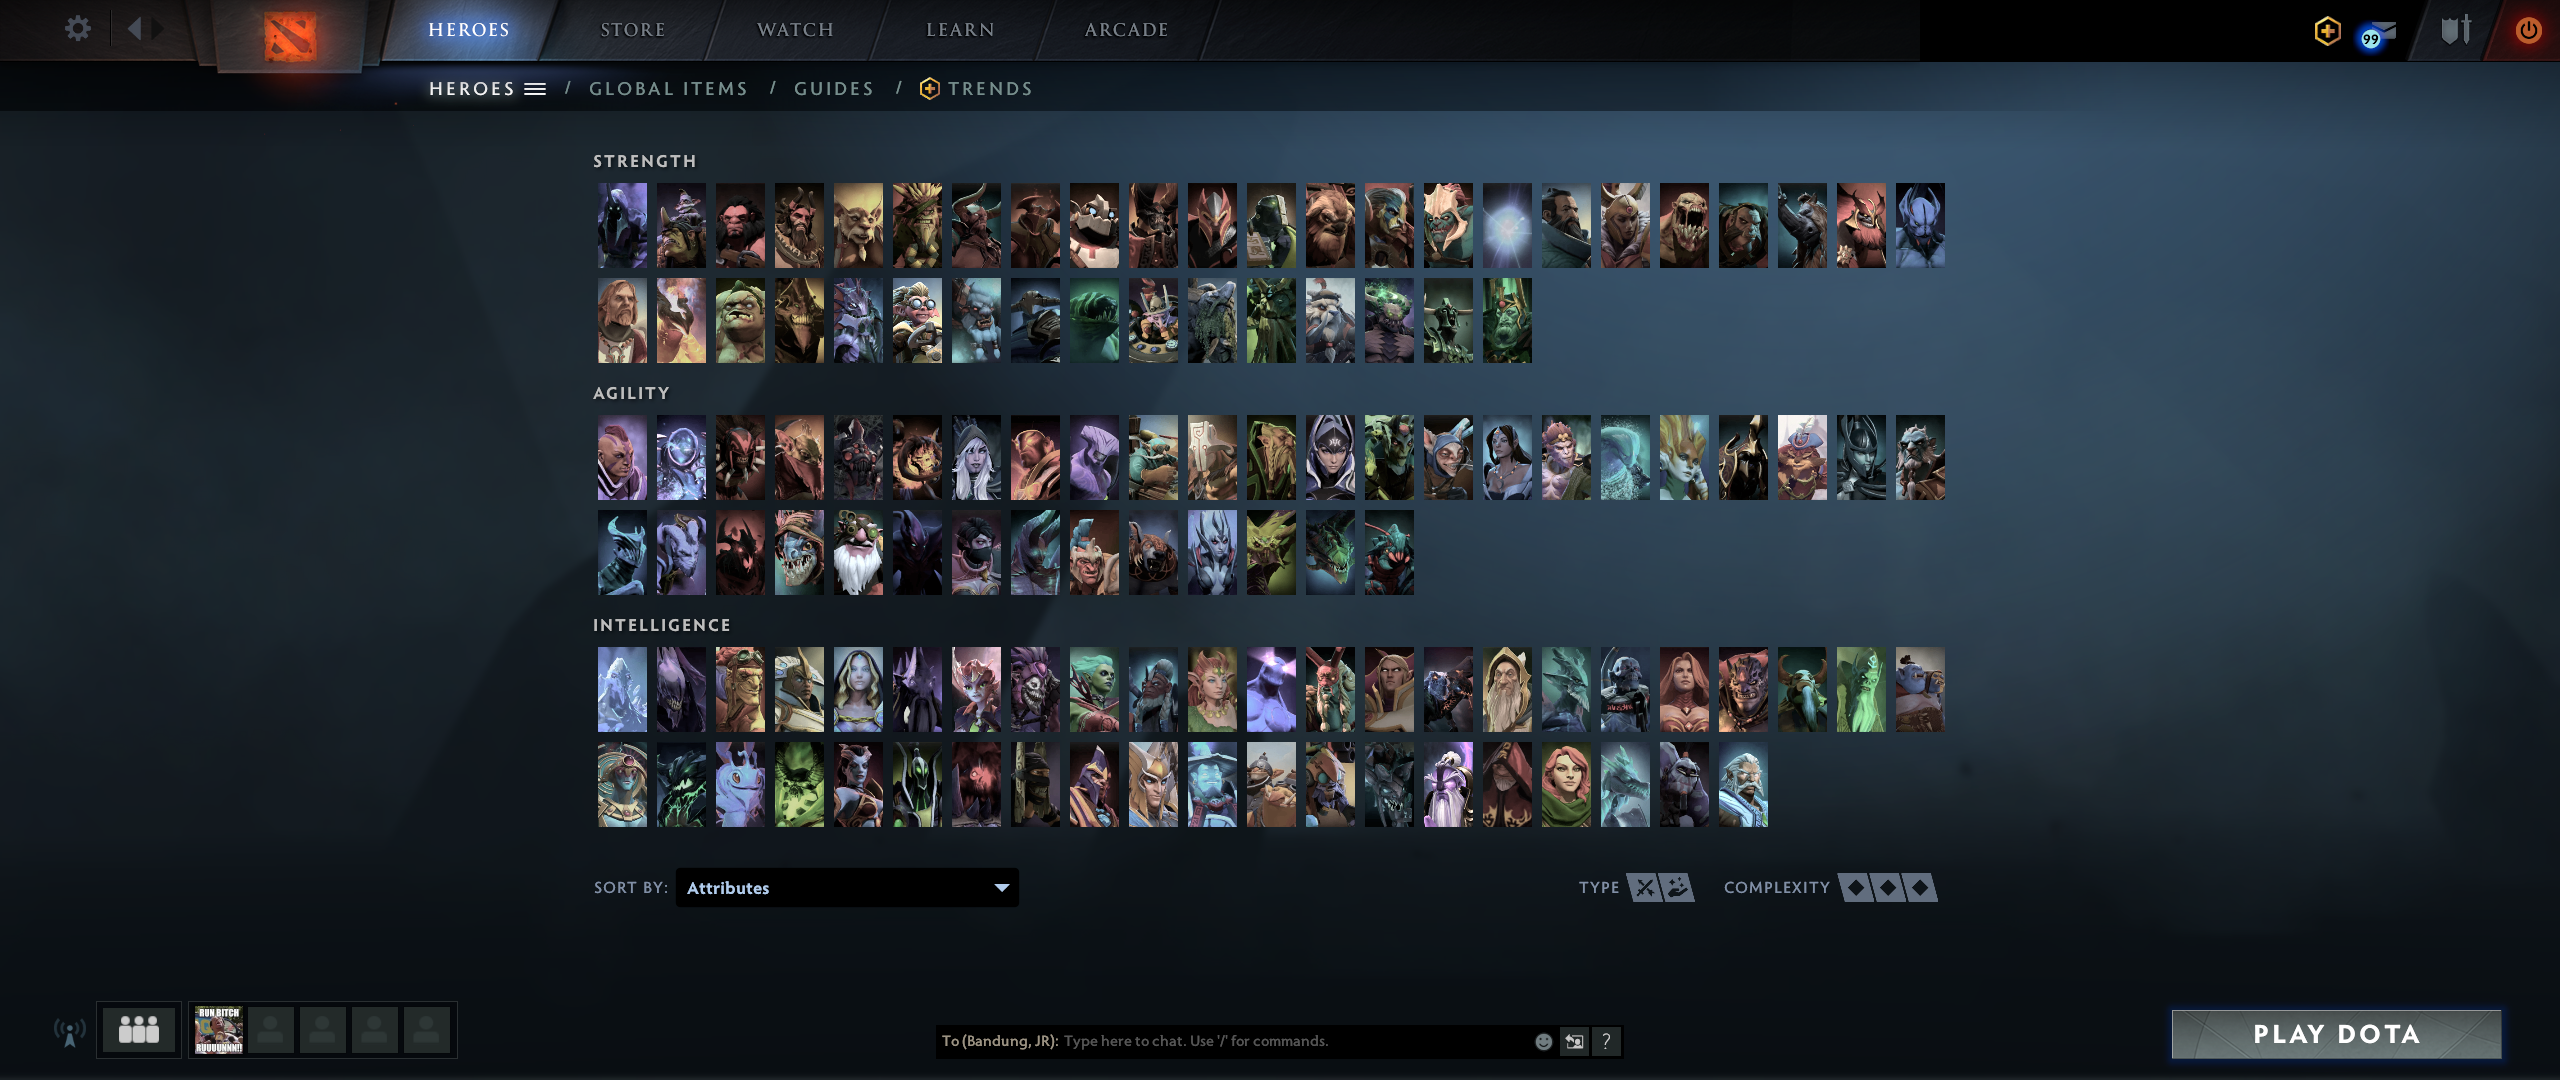 HEROES STORE WATCH LEARN ARCADE
99
HEROES / GLOBAL ITEMS / GUIDES / TRENDS
STRENGTH
AGILITY
INTELLIGENCE
SORT BY: Attributes
TYPE COMPLEXITY
RUN BITCH
RUUUUNNN!!
To (Bandung, JR): Type here to chat. Use '/' for commands.
?
PLAY DOTA